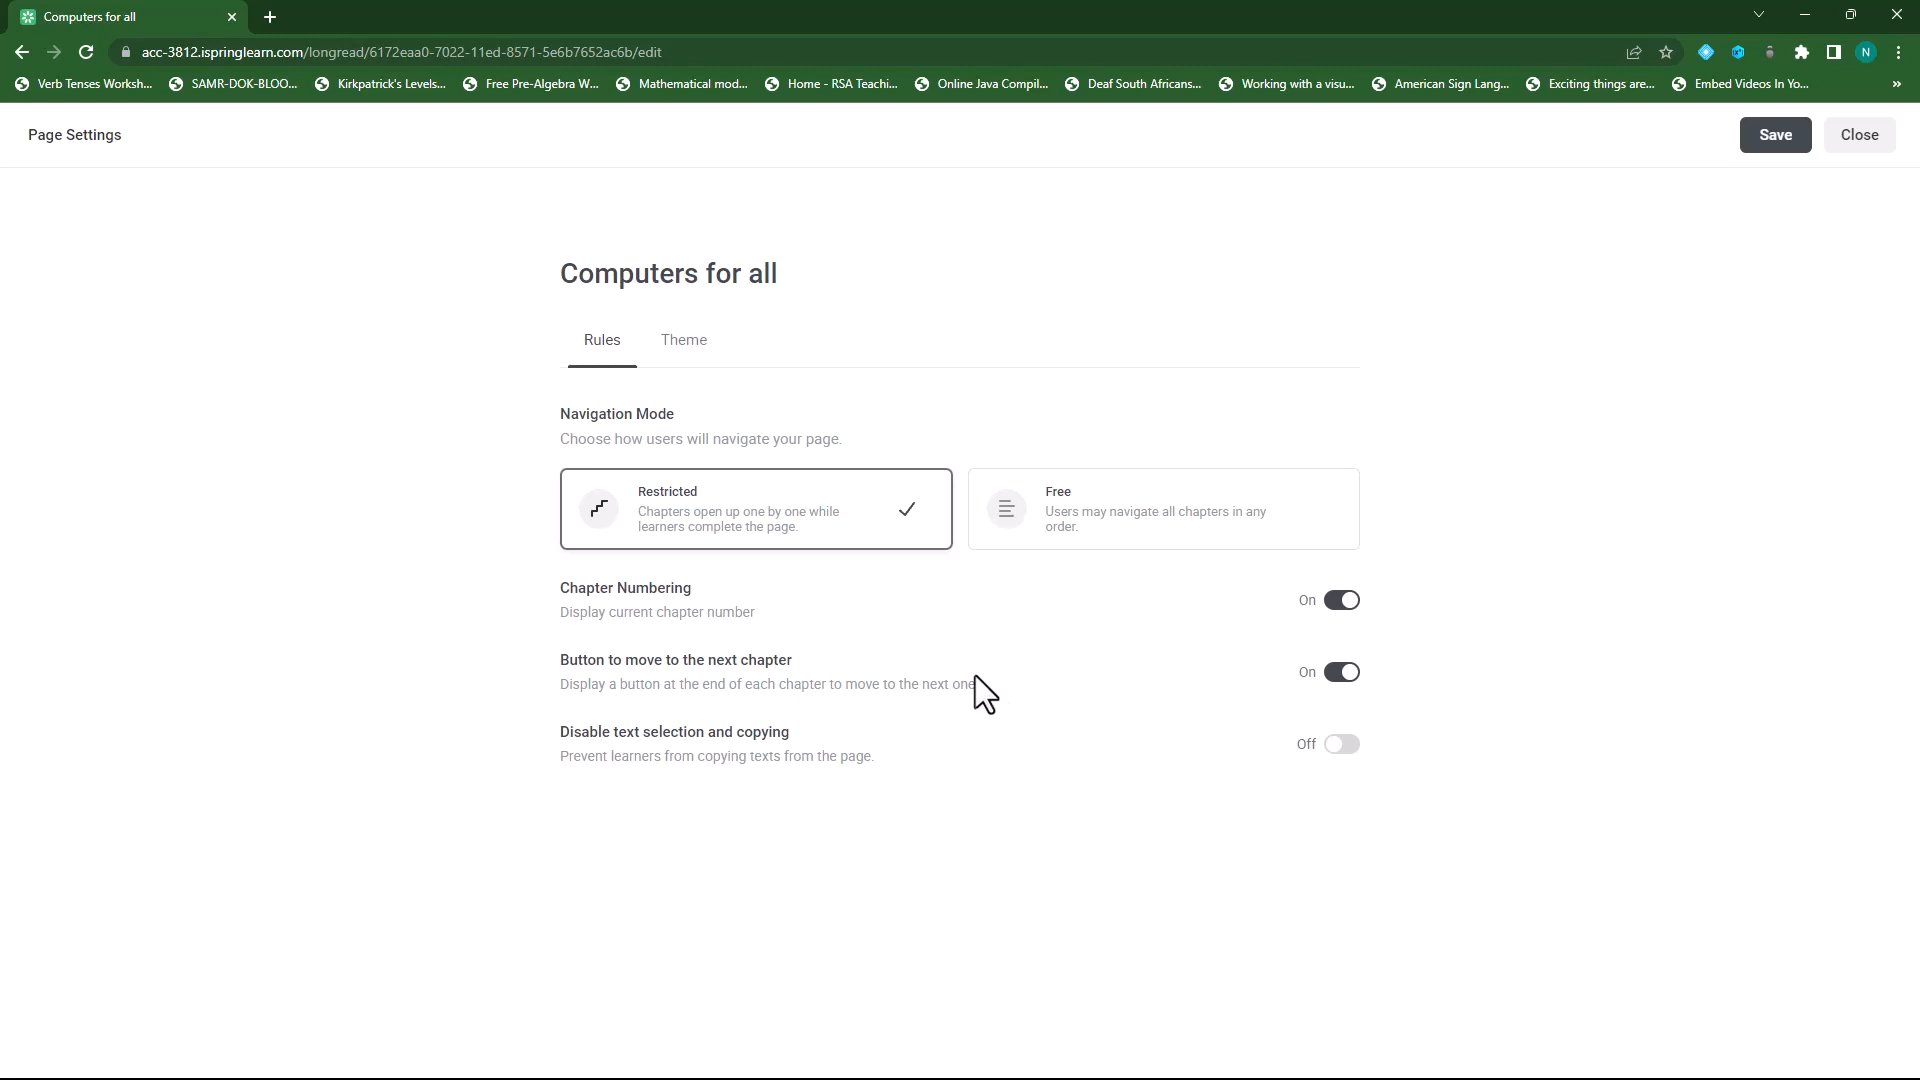 Computers for all
acc-3812.ispringlearn.com/longread/6172eaa0-7022-11ed-8571-5e6b7652ac6b/edit
N
Verb Tenses Worksh...
SAMR-DOK-BLOO...
Kirkpatrick's Levels...
Free Pre-Algebra W...
Mathematical mod...
Home - RSA Teachi...
Online Java Compil...
Deaf South Africans...
Working with a visu...
American Sign Lang...
Exciting things are...
Embed Videos In Yo...
Page Settings
Save
Close
Computers for all
Rules
Theme
Navigation Mode
Choose how users will navigate your page.
Restricted
Chapters open up one by one while
learners complete the page.
Free
Users may navigate all chapters in any
order.
Chapter Numbering
Display current chapter number
On
Button to move to the next chapter
Display a button at the end of each chapter to move to the next one
On
Disable text selection and copying
Prevent learners from copying texts from the page.
Off